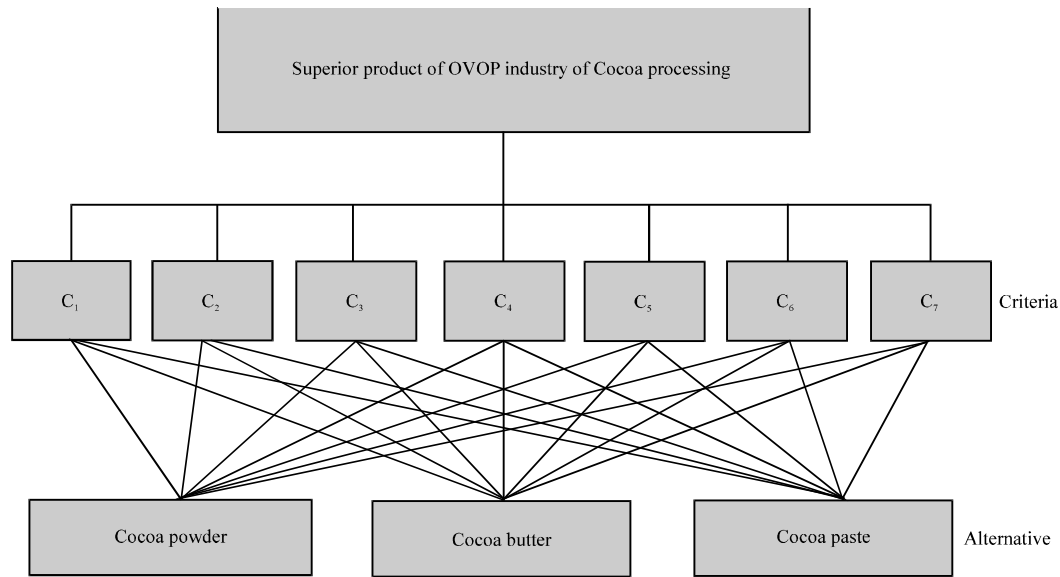 Superior product of OVOP industry of Cocoa processing
C₁ C₂ C₃ C₄ C₅ C₆ C₇ Criteria
Cocoa powder Cocoa butter Cocoa paste Alternative